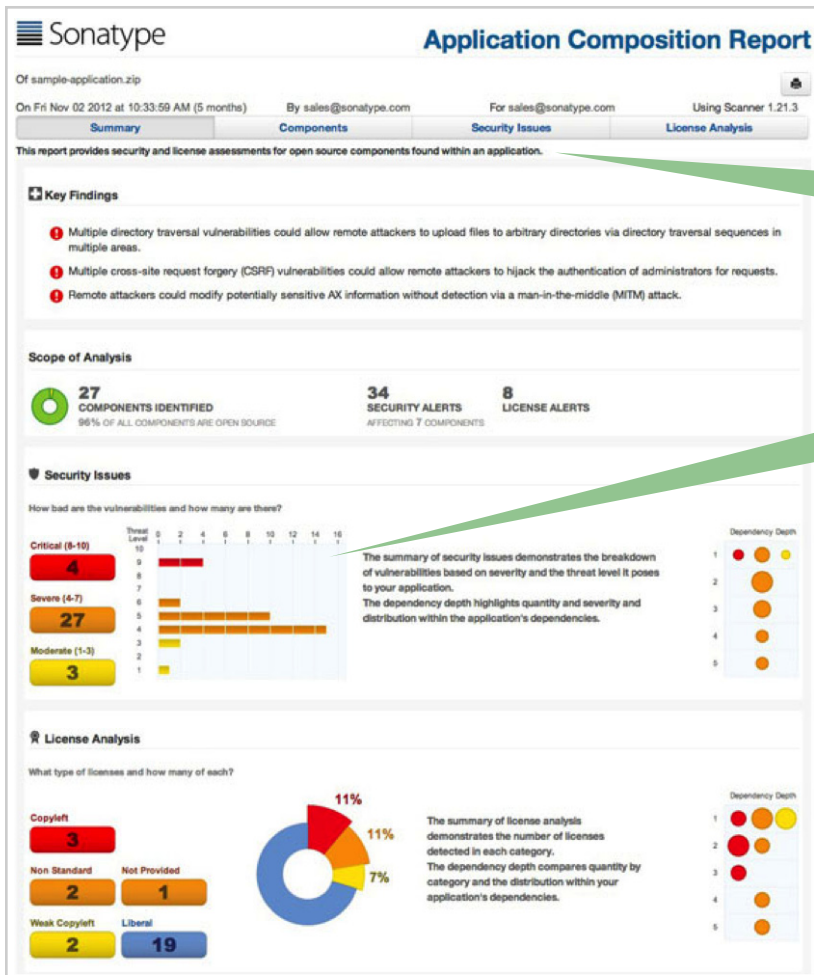 Sonatype
Application Composition Report
Of sample-application.zip
On Fri Nov 02 2012 at 10:33:59 AM (5 months)
By sales@sonatype.com
For sales@sonatype.com
Using Scanner 1.21.3
Summary
Components
Security Issues
License Analysis
This report provides security and license assessments for open source components found within an application.
Key Findings
Multiple directory traversal vulnerabilities could allow remote attackers to upload files to arbitrary directories via directory traversal sequences in
multiple areas.
Multiple cross-site request forgery (CSRF) vulnerabilities could allow remote attackers to hijack the authentication of administrators for requests.
Remote attackers could modify potentially sensitive AX information without detection via a man-in-the-middle (MITM) attack.
Scope of Analysis
27
COMPONENTS IDENTIFIED
96% OF ALL COMPONENTS ARE OPEN SOURCE
34
SECURITY ALERTS
AFFECTING 7 COMPONENTS
8
LICENSE ALERTS
Security Issues
How bad are the vulnerabilities and how many are there?
Critical (8-10)
4
Severe (4-7)
27
Moderate (1-3)
3
Threat
Level
0 2 4 6 8 10 12 14 16
10
9
8
7
6
5
4
3
2
1
The summary of security issues demonstrates the breakdown
of vulnerabilities based on severity and the threat level it poses
to your application.
The dependency depth highlights quantity and severity and
distribution within the application's dependencies.
Dependency Depth
1
2
3
4
5
License Analysis
What type of licenses and how many of each?
Copyleft
3
Non Standard
2
Not Provided
1
Weak Copyleft
2
Liberal
19
11%
11%
7%
The summary of license analysis
demonstrates the number of licenses
detected in each category.
The dependency depth compares quantity by
category and the distribution within your
application's dependencies.
Dependency Depth
1
2
3
4
5